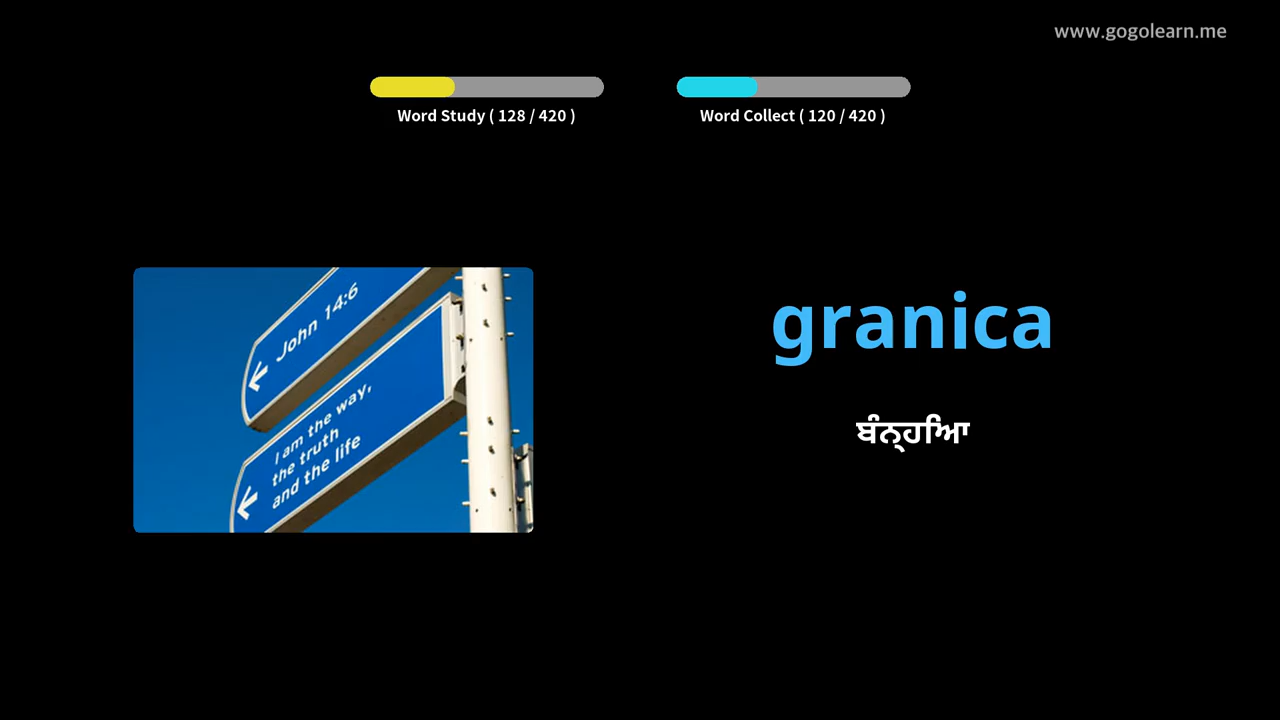 www.gogolearn.me
Word Study ( 128 / 420 )
Word Collect ( 120 / 420 )
John 14:6
I am the way,
the truth
and the life
granica
ਬੰਨ੍ਹਿਆ